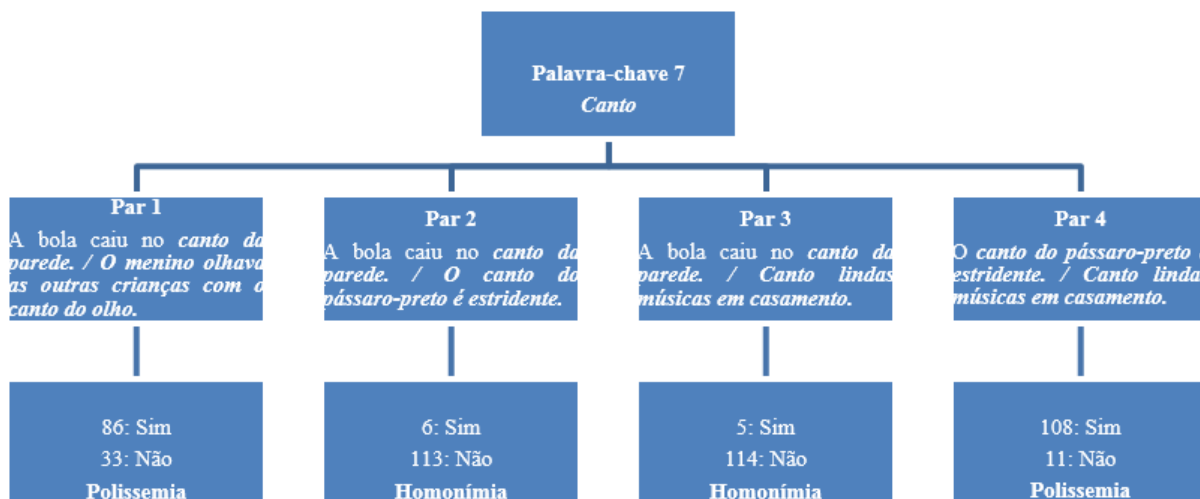 Palavra-chave 7
Canto
Par 1
A bola caiu no canto da
parede. / O menino olhava
as outras crianças com o
canto do olho.
Par 2
A bola caiu no canto da
parede. / O canto do
pássaro-preto é estridente.
Par 3
A bola caiu no canto da
parede. / Canto lindas
músicas em casamento.
Par 4
O canto do pássaro-preto é
estridente. / Canto lindas
músicas em casamento.
86: Sim
33: Não
Polissemia
6: Sim
113: Não
Homonímia
5: Sim
114: Não
Homonímia
108: Sim
11: Não
Polissemia